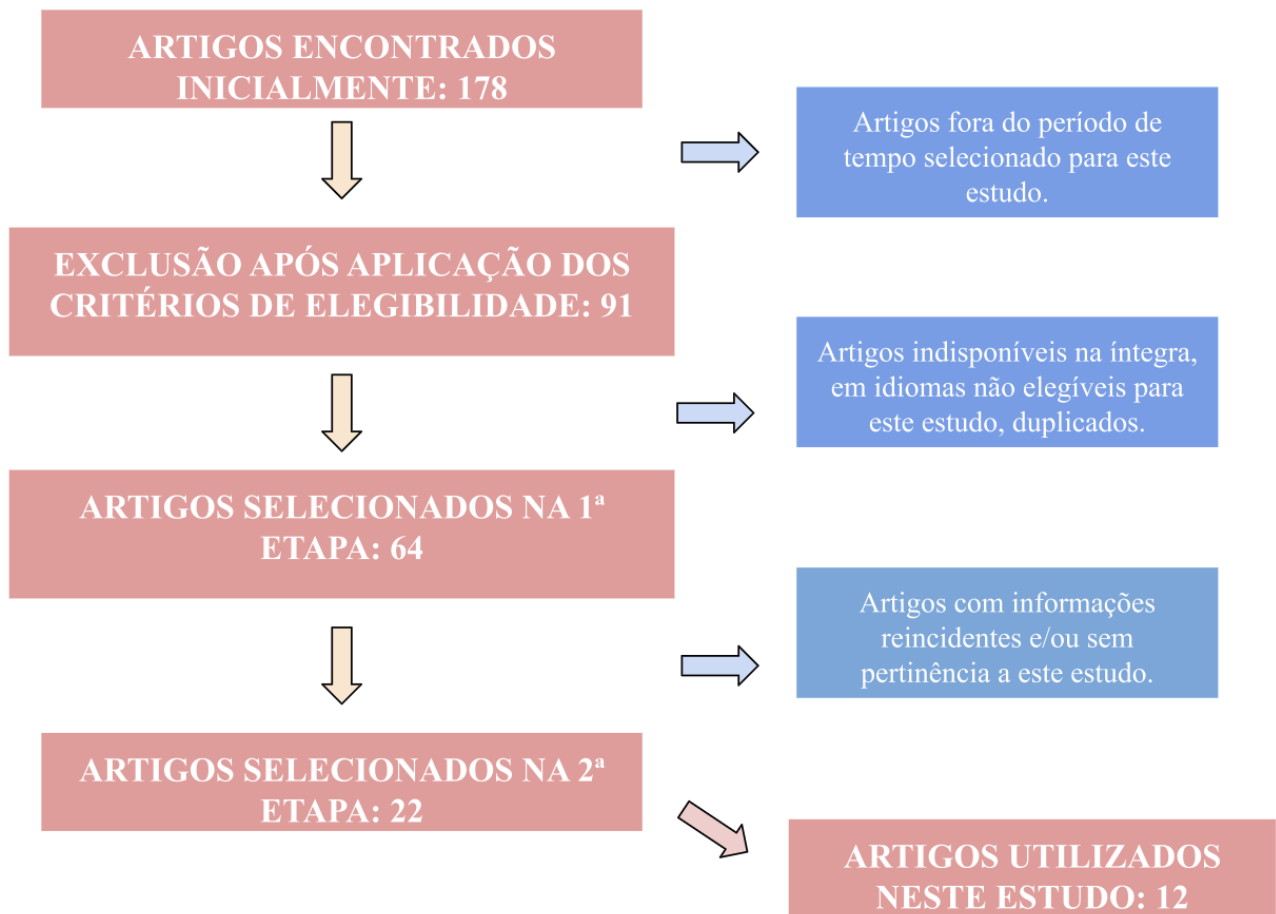 ARTIGOS ENCONTRADOS
INICIALMENTE: 178
Artigos fora do período de
tempo selecionado para este
estudo.
EXCLUSÃO APÓS APLICAÇÃO DOS
CRITÉRIOS DE ELEGIBILIDADE: 91
Artigos indisponíveis na íntegra,
em idiomas não elegíveis para
este estudo, duplicados.
ARTIGOS SELECIONADOS NA 1ª
ETAPA: 64
Artigos com informações
reincidentes e/ou sem
pertinência a este estudo.
ARTIGOS SELECIONADOS NA 2ª
ETAPA: 22
ARTIGOS UTILIZADOS
NESTE ESTUDO: 12